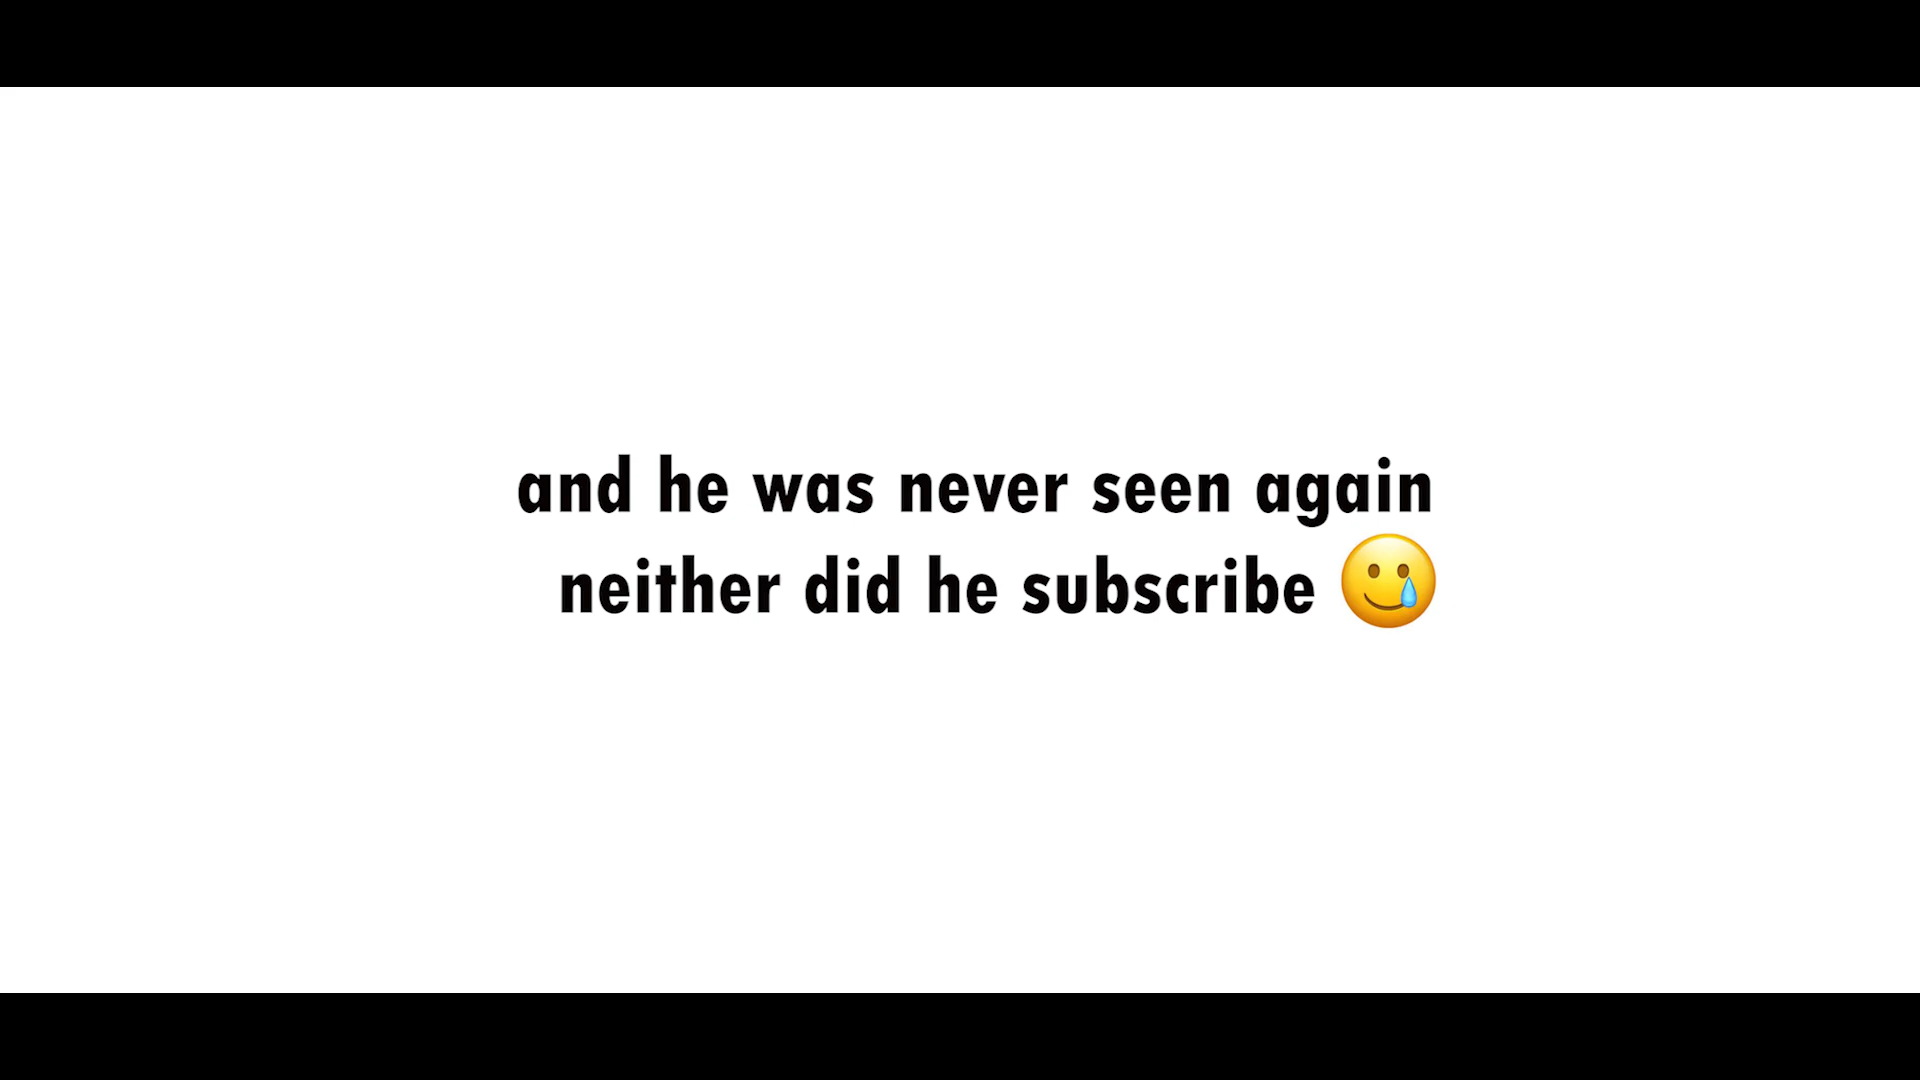 and he was never seen again
neither did he subscribe 🥲